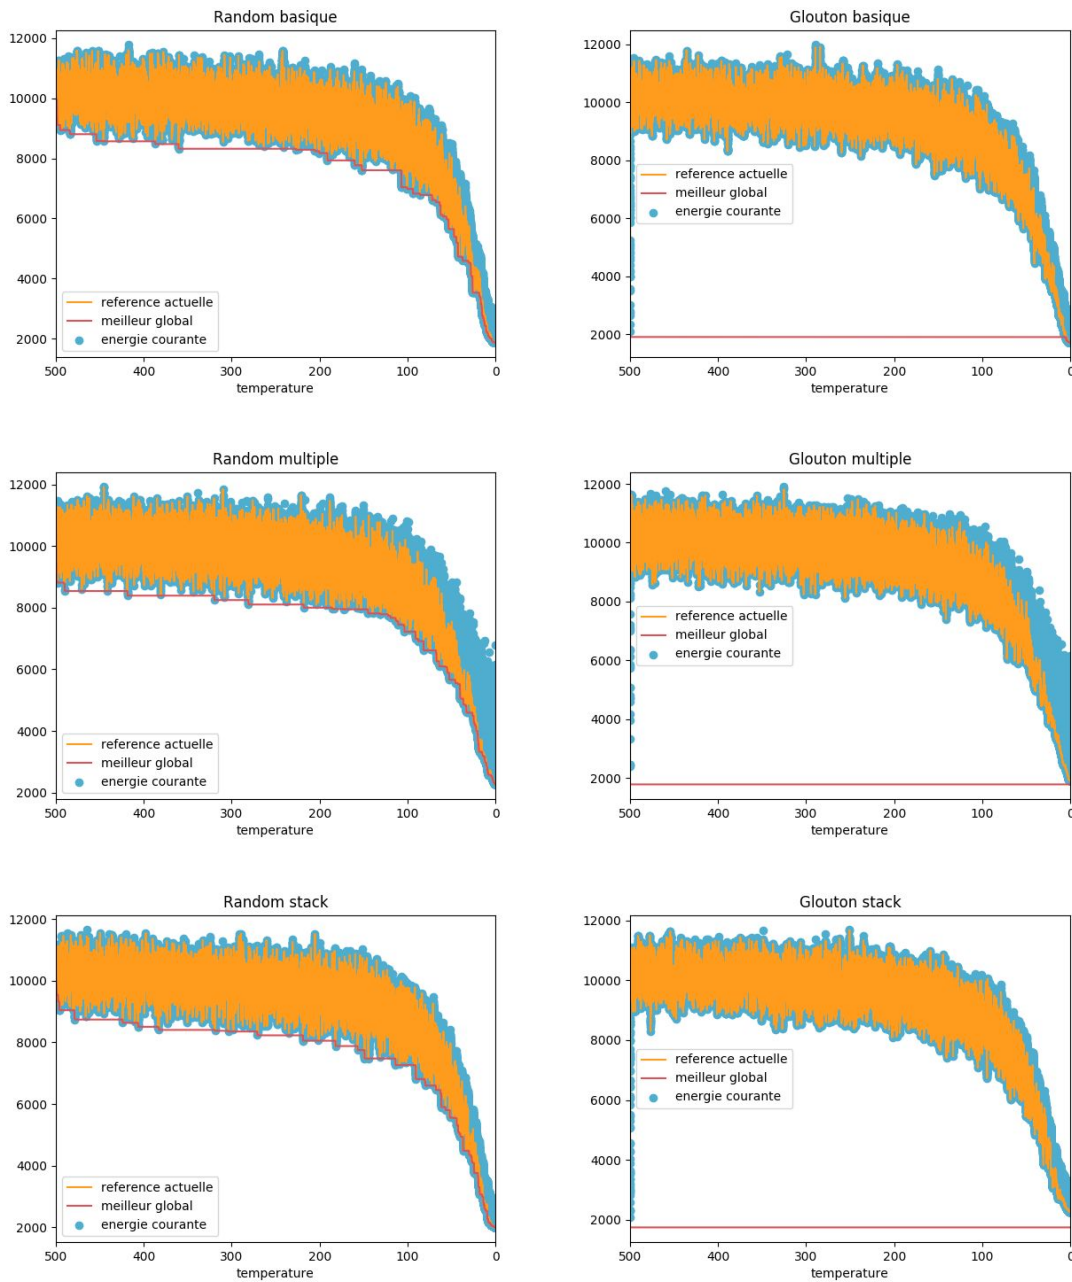 Random basique
12000
10000
8000
6000
4000
2000
reference actuelle
meilleur global
energie courante
500 400 300 200 100 0
temperature
Glouton basique
12000
10000
8000
6000
4000
2000
reference actuelle
meilleur global
energie courante
500 400 300 200 100 0
temperature
Random multiple
12000
10000
8000
6000
4000
2000
reference actuelle
meilleur global
energie courante
500 400 300 200 100 0
temperature
Glouton multiple
12000
10000
8000
6000
4000
2000
reference actuelle
meilleur global
energie courante
500 400 300 200 100 0
temperature
Random stack
12000
10000
8000
6000
4000
2000
reference actuelle
meilleur global
energie courante
500 400 300 200 100 0
temperature
Glouton stack
12000
10000
8000
6000
4000
2000
reference actuelle
meilleur global
energie courante
500 400 300 200 100 0
temperature